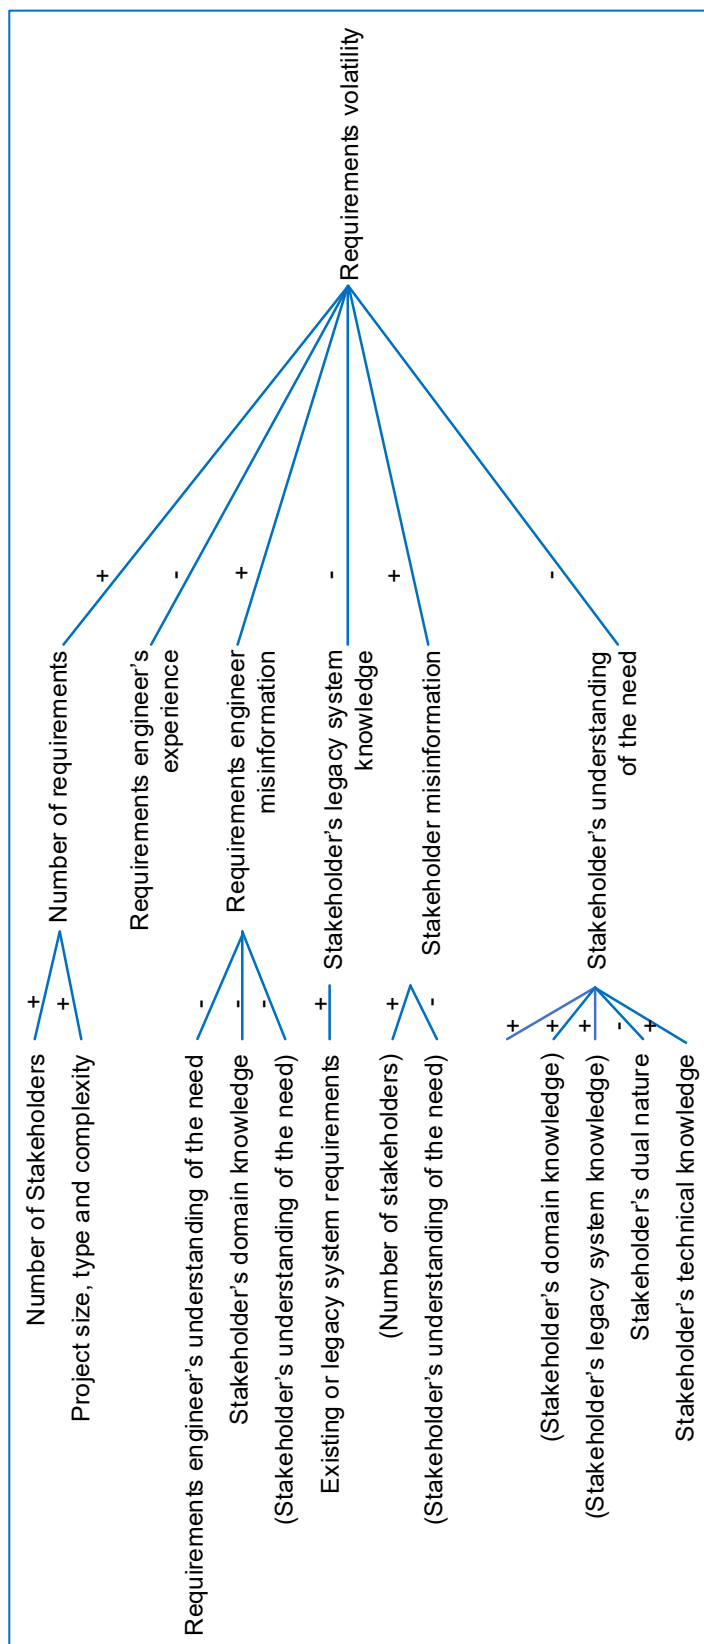 Number of Stakeholders
+
Project size, type and complexity
+
Number of requirements
+
Requirements engineer's
experience
-
Requirements engineer's understanding of the need
-
Stakeholder's domain knowledge
-
(Stakeholder's understanding of the need)
-
Requirements engineer
misinformation
+
Existing or legacy system requirements
+
Stakeholder's legacy system
knowledge
-
(Number of stakeholders)
+
(Stakeholder's understanding of the need)
-
Stakeholder misinformation
+
+
(Stakeholder's domain knowledge)
+
(Stakeholder's legacy system knowledge)
+
Stakeholder's dual nature
-
Stakeholder's technical knowledge
+
Stakeholder's understanding
of the need
-
Requirements volatility